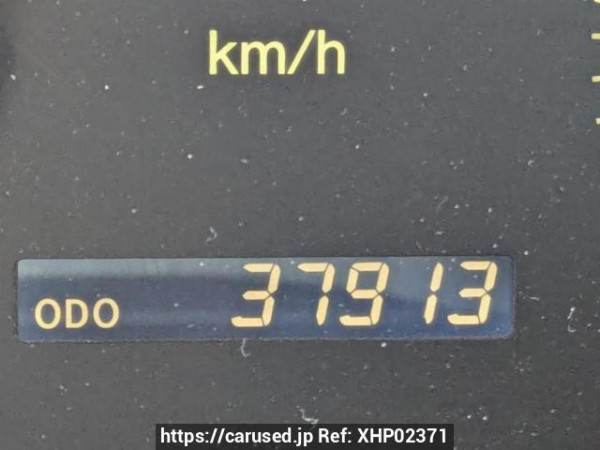 km/h
ODO 37913
https://carused.jp Ref: XHP02371